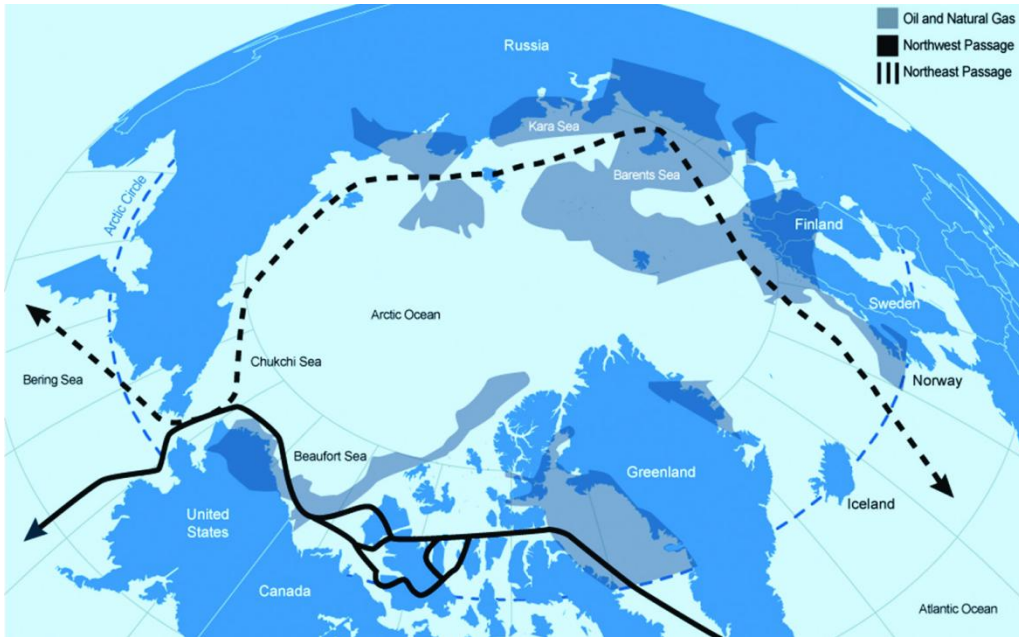 Oil and Natural Gas
Northwest Passage
Northeast Passage
Russia
Kara Sea
Barents Sea
Arctic Circle
Finland
Arctic Ocean
Sweden
Chukchi Sea
Bering Sea
Norway
Beaufort Sea
Greenland
Iceland
United
States
Canada
Atlantic Ocean